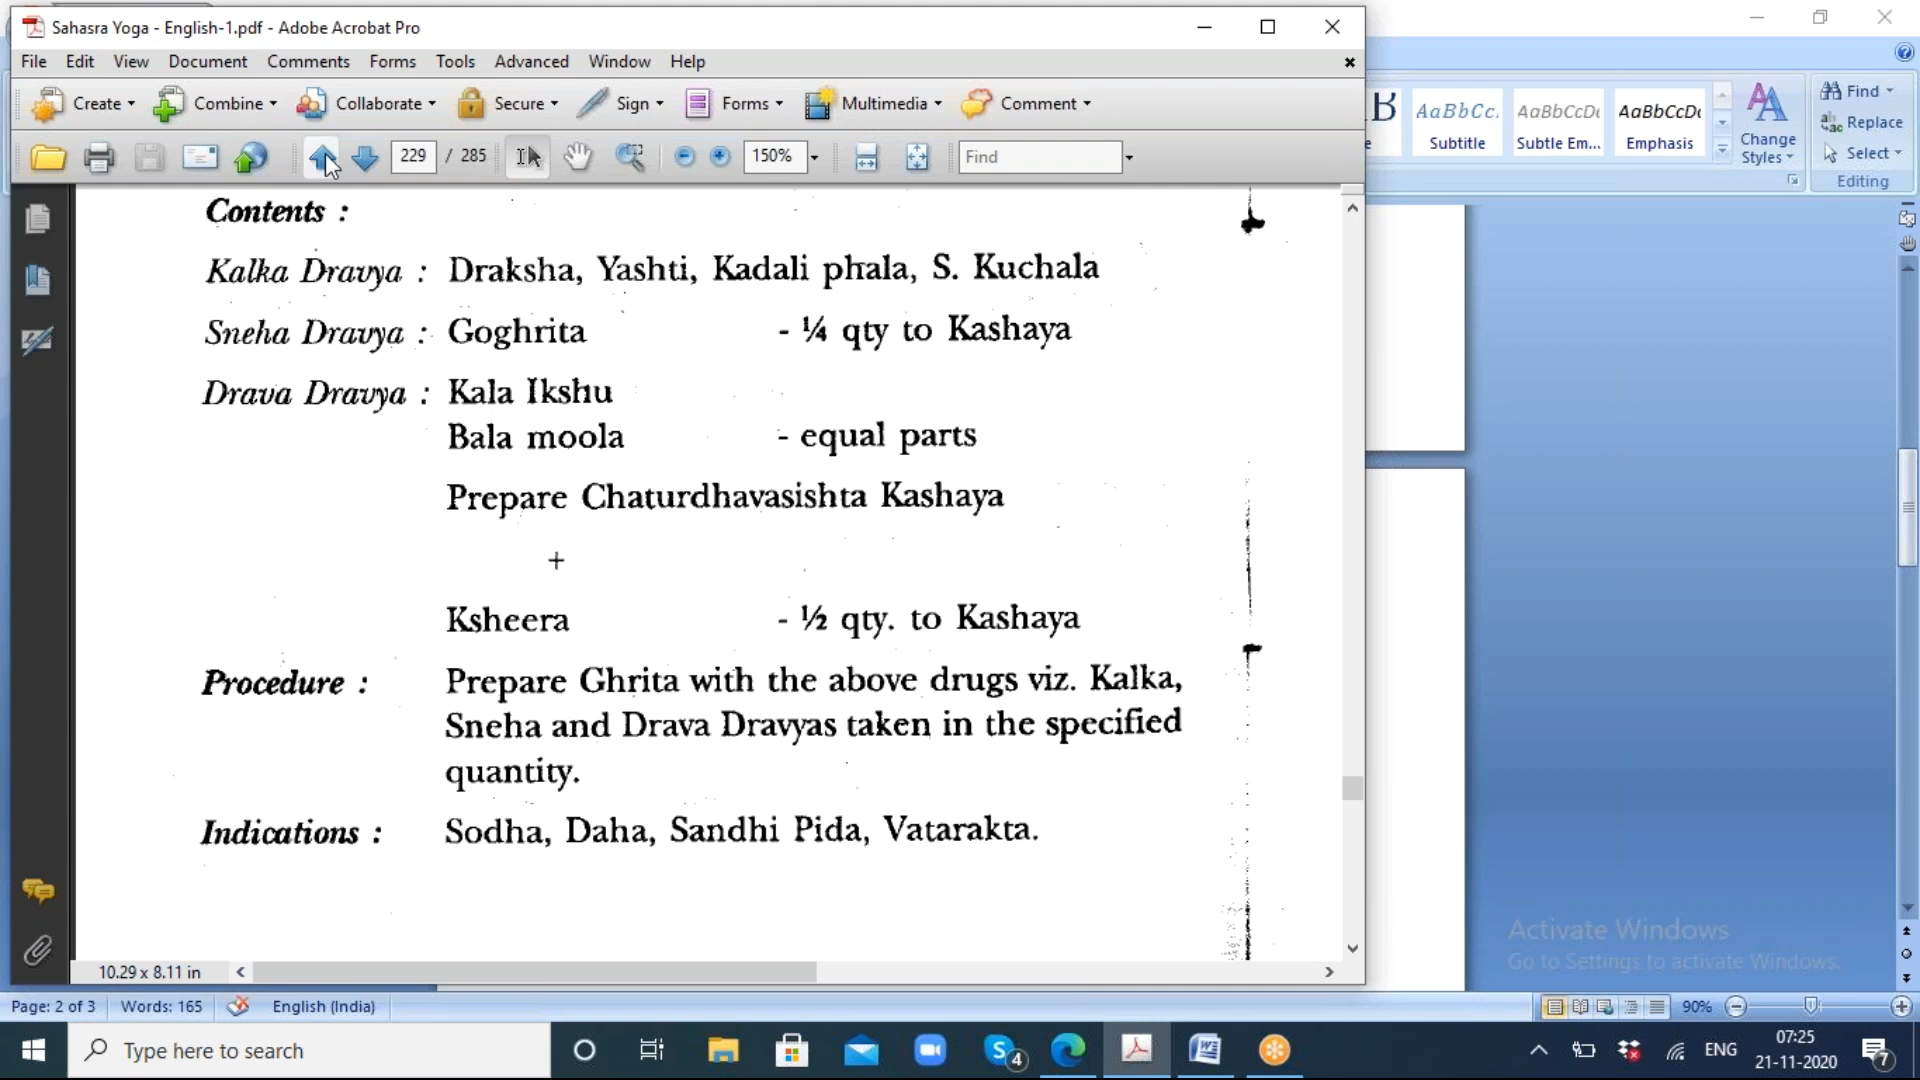 Sahasra Yoga - English-1.pdf - Adobe Acrobat Pro
File Edit View Document Comments Forms Tools Advanced Window Help
Create Combine Collaborate Secure Sign Forms Multimedia Comment
229 / 285 150% Find
Contents :
Kalka Dravya : Draksha, Yashti, Kadali phala, S. Kuchala
Sneha Dravya : Goghrita - ¼ qty to Kashaya
Drava Dravya : Kala Ikshu
Bala moola - equal parts
Prepare Chaturdhavasishta Kashaya
+
Ksheera - ½ qty. to Kashaya
Procedure : Prepare Ghrita with the above drugs viz. Kalka,
Sneha and Drava Dravyas taken in the specified
quantity.
Indications : Sodha, Daha, Sandhi Pida, Vatarakta.
10.29 x 8.11 in
AaBbCc. AaBbCcDc AaBbCcDc
Subtitle Subtle Em... Emphasis
Change
Styles
Find
Replace
Select
Editing
Activate Windows
Go to Settings to activate Windows.
Page: 2 of 3 Words: 165 English (India) 90%
Type here to search
4
ENG
07:25
21-11-2020
7